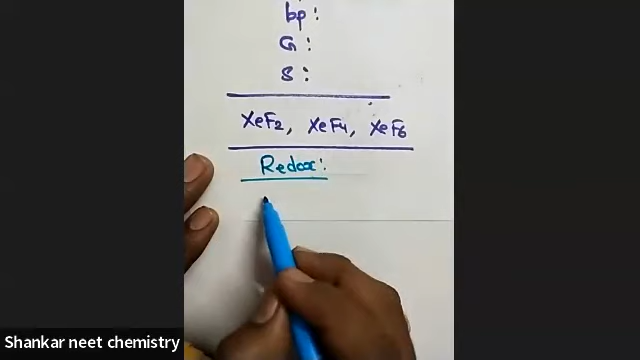 bp :
G :
S :
XeF2, XeF4, XeF6
Redox :
Shankar neet chemistry